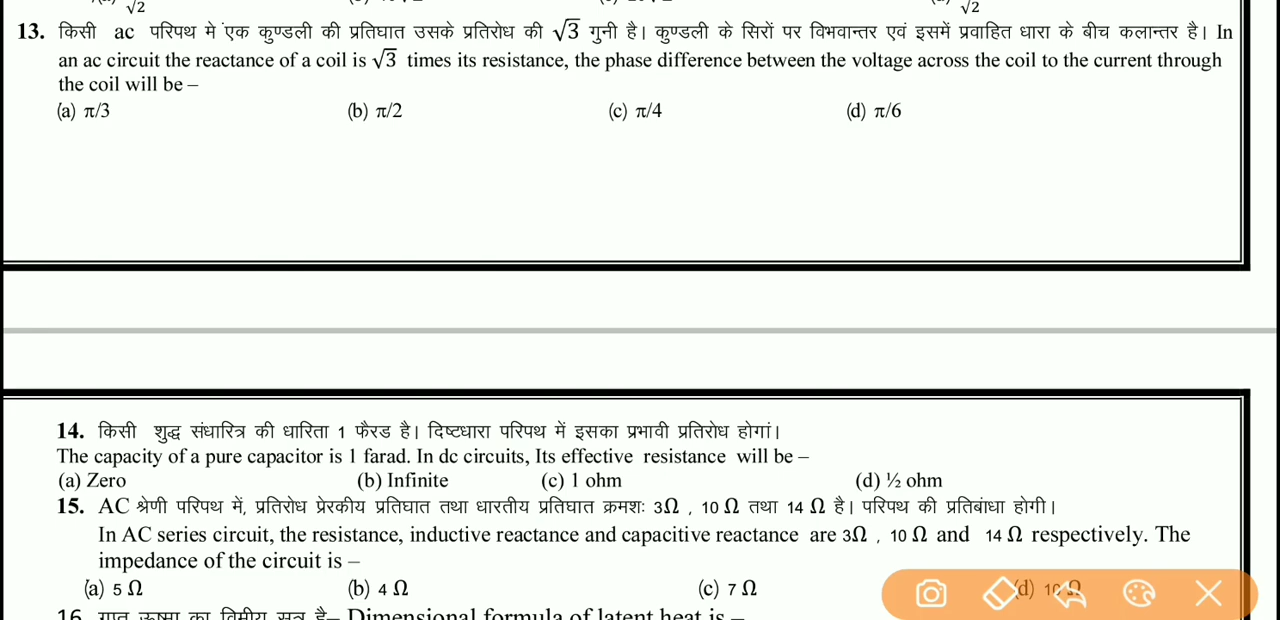 √2 √2
13. किसी ac परिपथ मे एक कुण्डली की प्रतिघात उसके प्रतिरोध की √3 गुनी है। कुण्डली के सिरों पर विभवान्तर एवं इसमें प्रवाहित धारा के बीच कलान्तर है। In
an ac circuit the reactance of a coil is √3 times its resistance, the phase difference between the voltage across the coil to the current through
the coil will be –
(a) π/3 (b) π/2 (c) π/4 (d) π/6
14. किसी शुद्ध संधारित्र की धारिता 1 फैरड है। दिष्टधारा परिपथ में इसका प्रभावी प्रतिरोध होगां।
The capacity of a pure capacitor is 1 farad. In dc circuits, Its effective resistance will be –
(a) Zero (b) Infinite (c) 1 ohm (d) ½ ohm
15. AC श्रेणी परिपथ में, प्रतिरोध प्रेरकीय प्रतिघात तथा धारतीय प्रतिघात क्रमशः 3Ω , 10 Ω तथा 14 Ω है। परिपथ की प्रतिबांधा होगी।
In AC series circuit, the resistance, inductive reactance and capacitive reactance are 3Ω , 10 Ω and 14 Ω respectively. The
impedance of the circuit is –
(a) 5 Ω (b) 4 Ω (c) 7 Ω (d) 10 Ω
16 गुप्त ऊष्मा का विमीय सूत्र है– Dimensional formula of latent heat is –